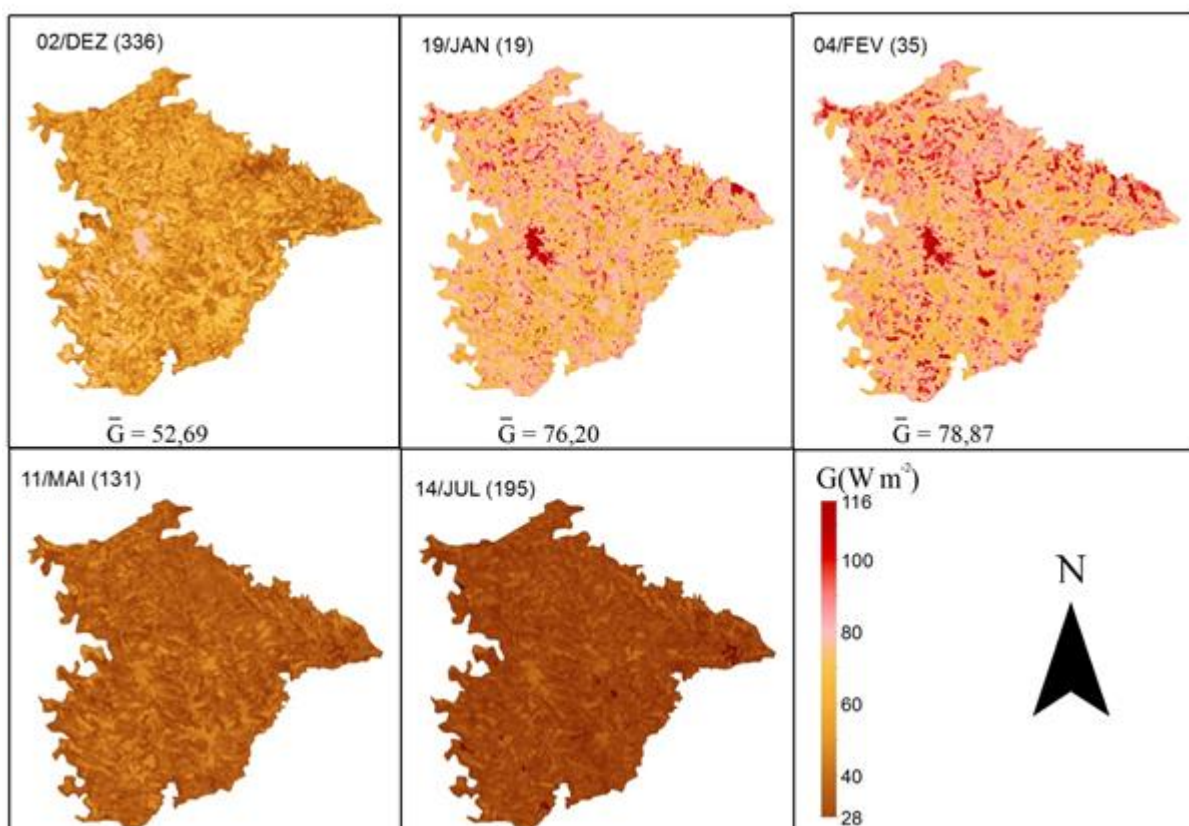 02/DEZ (336)
19/JAN (19)
04/FEV (35)
G̅ = 52,69
G̅ = 76,20
G̅ = 78,87
11/MAI (131)
14/JUL (195)
G(W m⁻²)
116
100
80
60
40
28
N